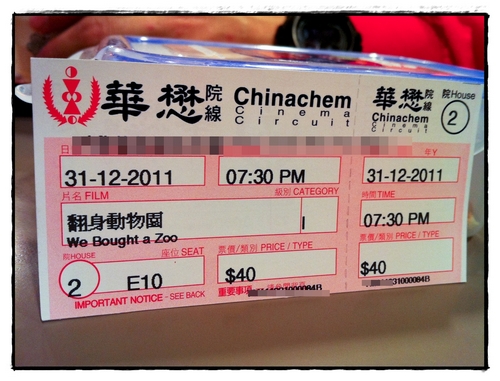 華懋 院線 Chinachem Cinema Circuit
華懋 院線 Chinachem Cinema Circuit
院House 2
日
年Y
31-12-2011 07:30 PM 31-12-2011
片名 FILM 級別 CATEGORY 時間 TIME
翻身動物園 I 07:30 PM
We Bought a Zoo
院HOUSE 座位 SEAT 票價/類別 PRICE / TYPE 票價/類別 PRICE / TYPE
2 E10 $40 $40
IMPORTANT NOTICE - SEE BACK 重要事項